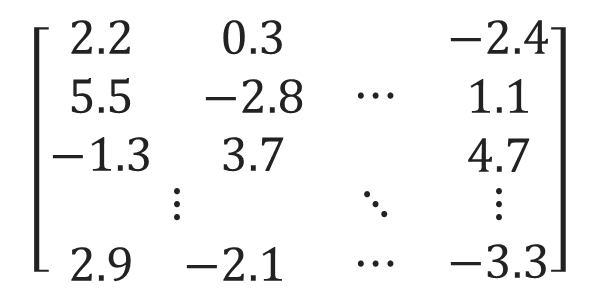 2.2 0.3 −2.4
5.5 −2.8 ⋯ 1.1
−1.3 3.7 4.7
⋮ ⋱ ⋮
2.9 −2.1 ⋯ −3.3